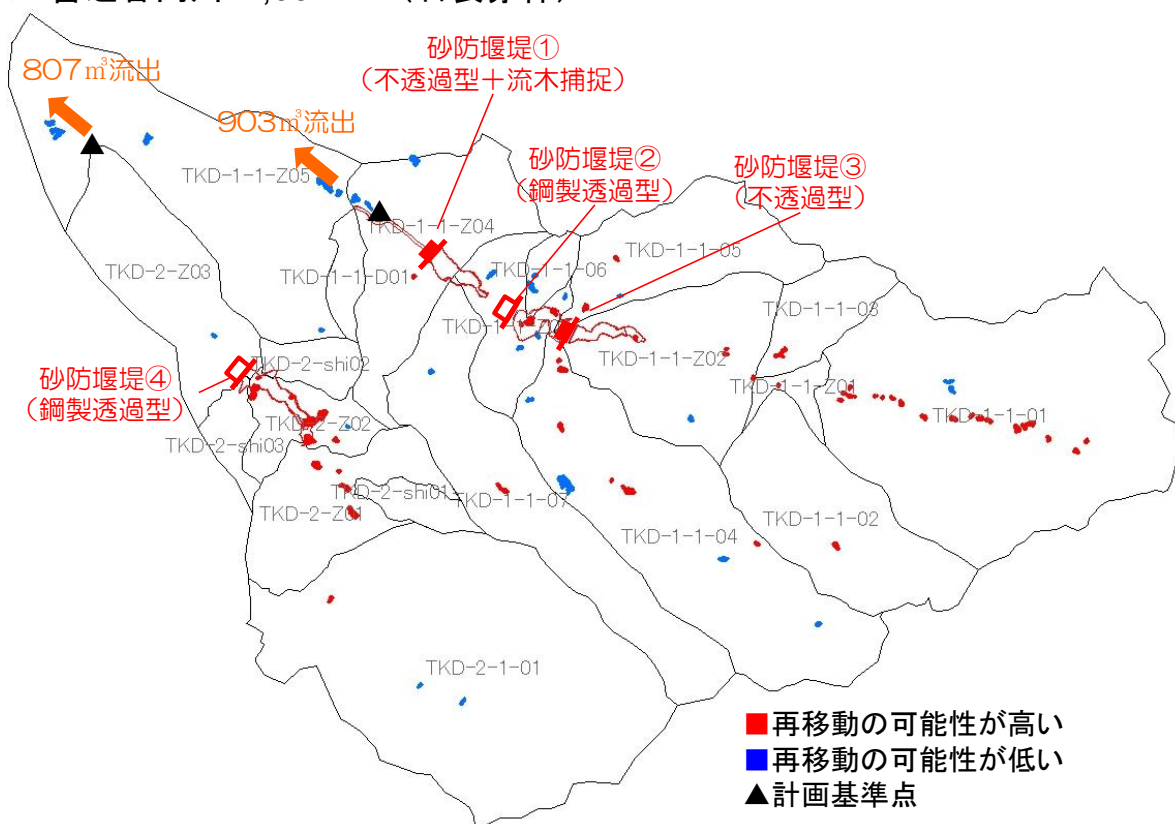 807㎥流出
903㎥流出
砂防堰堤①
（不透過型＋流木捕捉）
砂防堰堤②
（鋼製透過型）
砂防堰堤③
（不透過型）
TKD-1-1-Z05
TKD-1-1-Z04
TKD-1-1-05
TKD-1-1-06
TKD-2-Z03
TKD-1-1-D01
TKD-1-1-03
TKD-1-1-Z02
砂防堰堤④
（鋼製透過型）
TKD-2-shi02
TKD-1-1-Z01
TKD-1-1-01
TKD-2-Z02
TKD-2-shi03
TKD-2-shi01
TKD-1-1-07
TKD-2-Z01
TKD-1-1-04
TKD-1-1-02
TKD-2-1-01
■再移動の可能性が高い
■再移動の可能性が低い
▲計画基準点